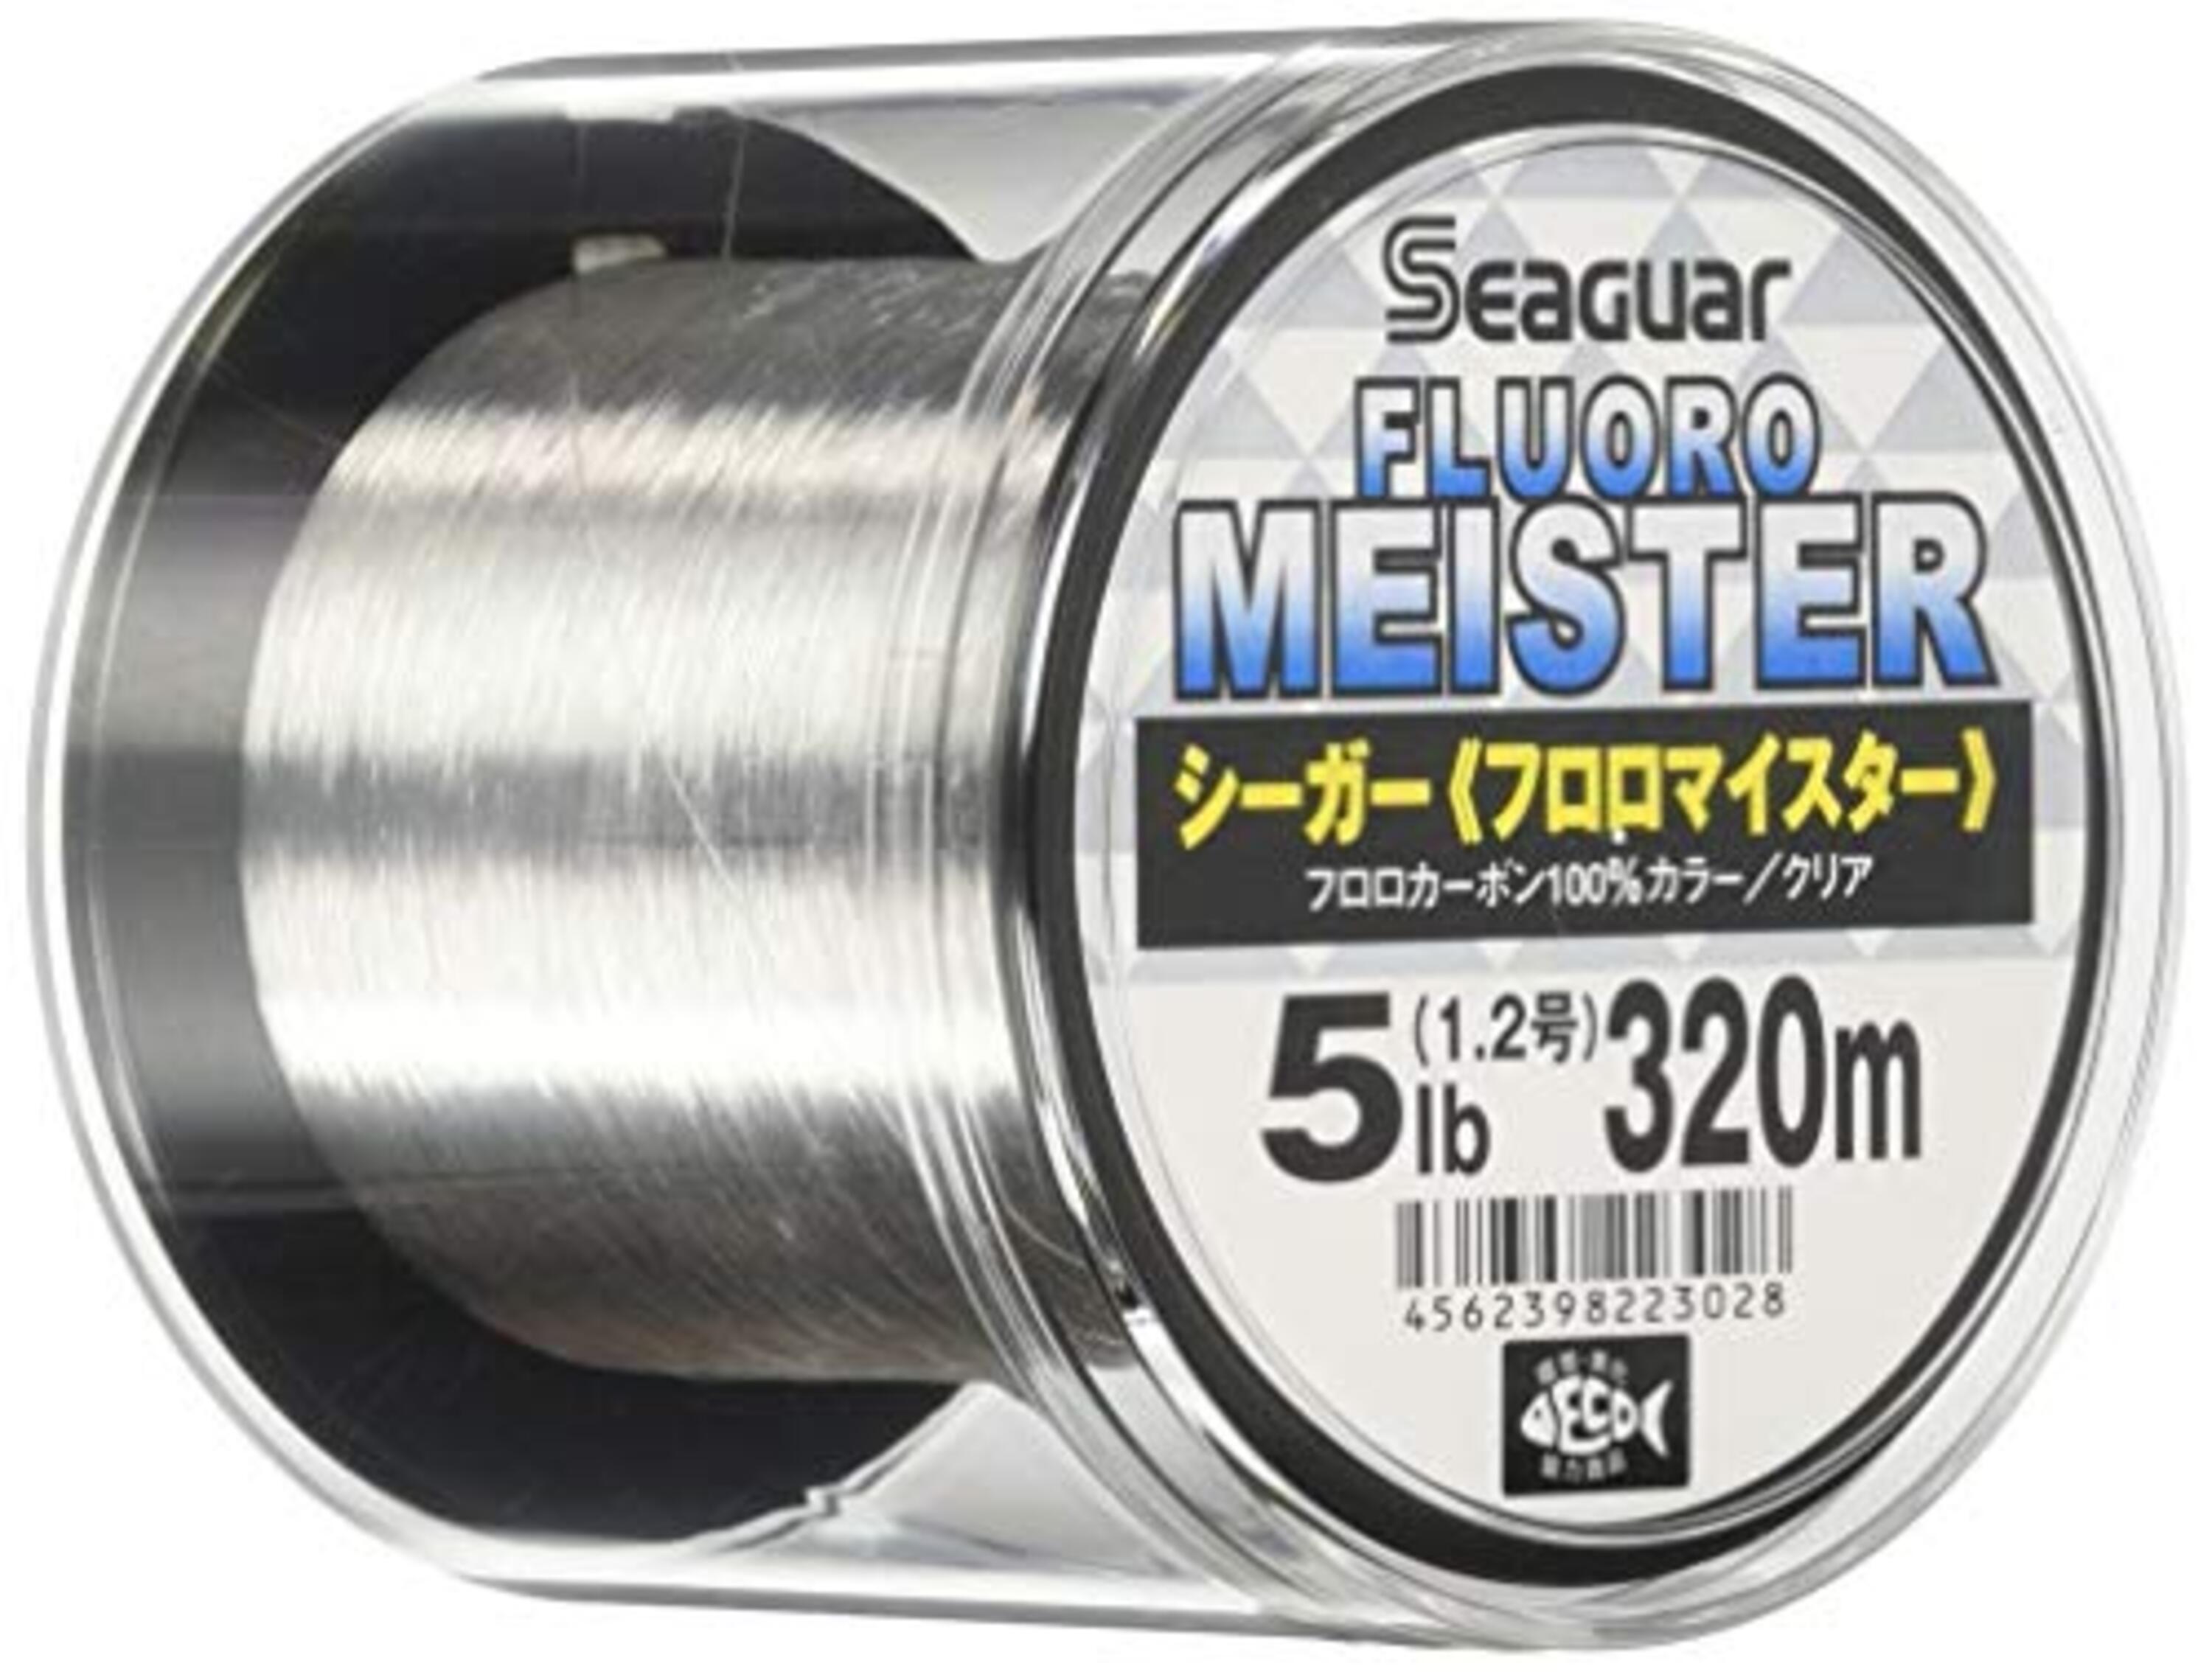 Seaguar
FLUORO
MEISTER
シーガー《フロロマイスター》
フロロカーボン100%カラー/クリア
5lb (1.2号) 320m
4562398223028
ECO